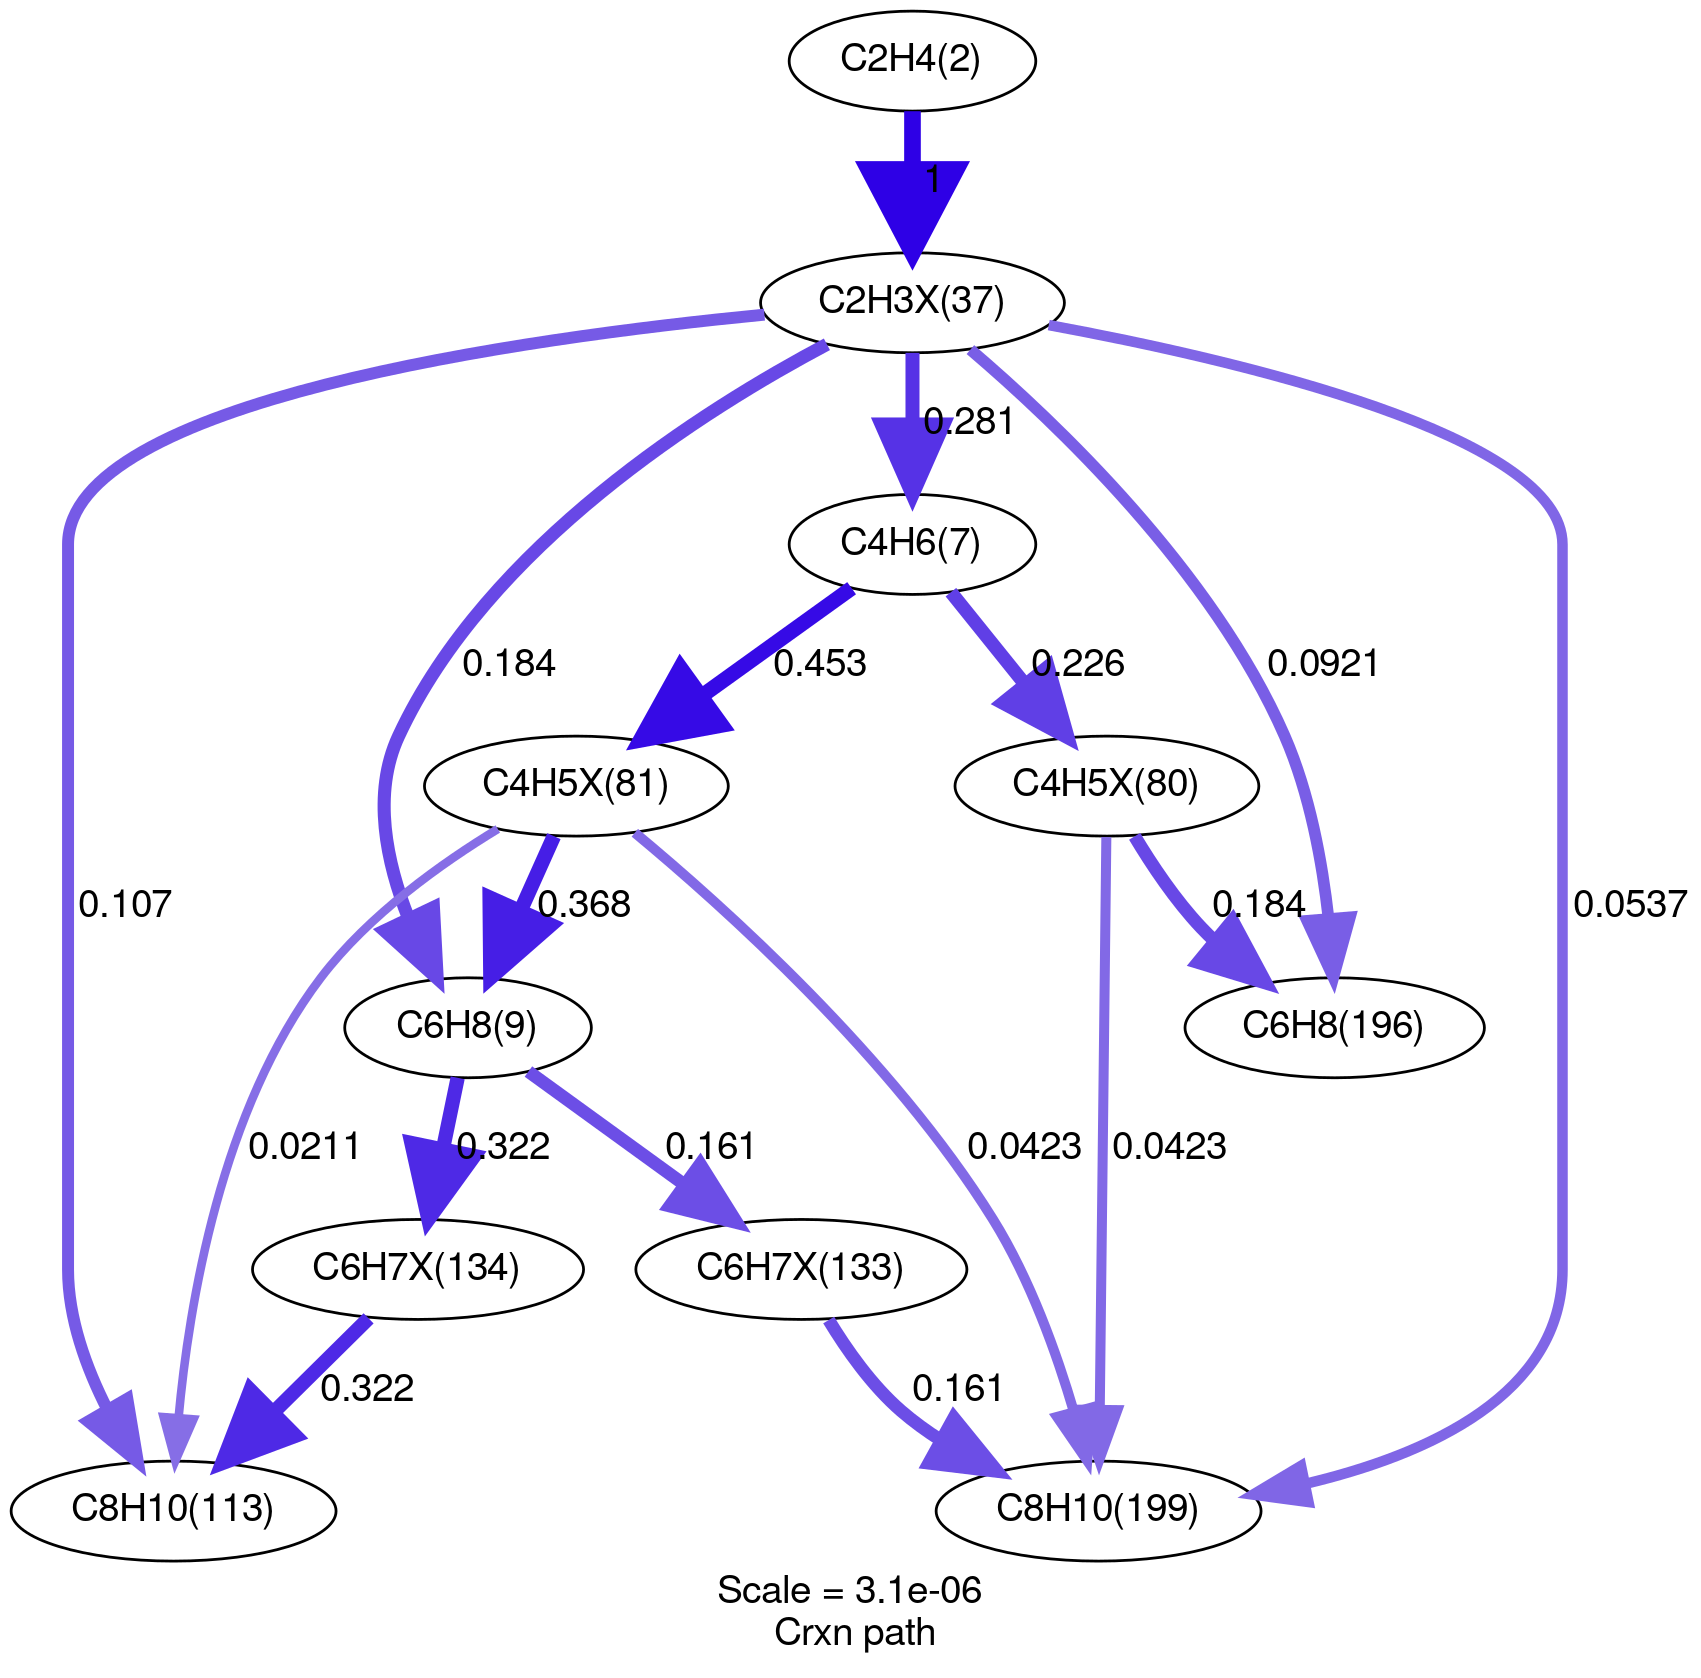 C2H4(2)
1
C2H3X(37)
0.281
C4H6(7)
0.184
0.453
0.226
0.0921
C4H5X(81)
C4H5X(80)
0.107
0.368
0.184
0.0537
C6H8(9)
C6H8(196)
0.0211
0.322
0.161
0.0423
0.0423
C6H7X(134)
C6H7X(133)
0.322
0.161
C8H10(113)
C8H10(199)
Scale = 3.1e-06
Crxn path